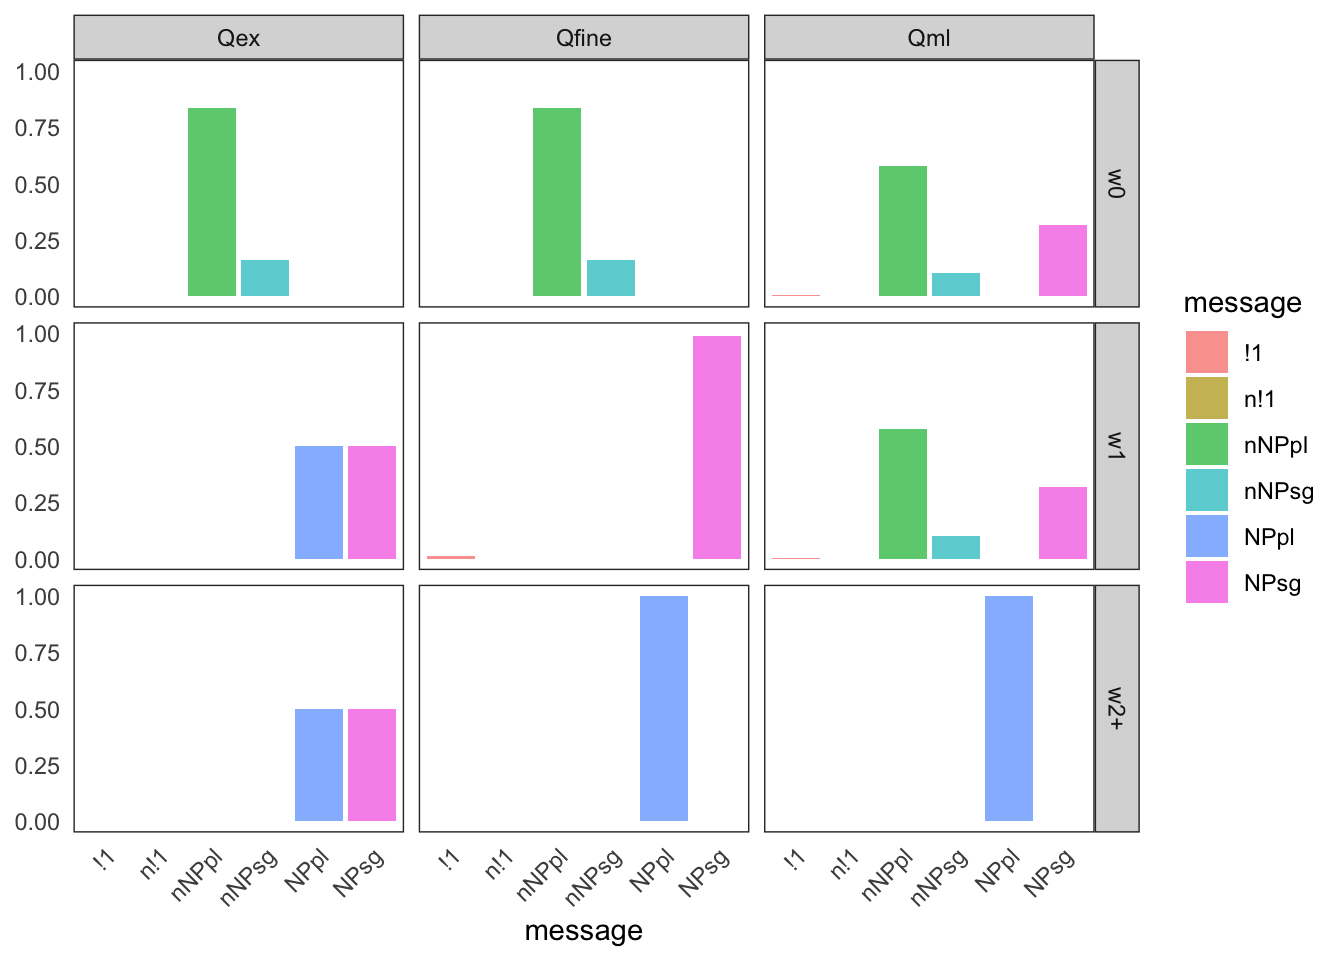 Qex Qfine Qml
1.00
0.75
0.50
0.25
0.00
w0
1.00
0.75
0.50
0.25
0.00
w1
1.00
0.75
0.50
0.25
0.00
w2+
!1 n!1 nNPpl nNPsg NPpl NPsg !1 n!1 nNPpl nNPsg NPpl NPsg !1 n!1 nNPpl nNPsg NPpl NPsg
message
message
!1
n!1
nNPpl
nNPsg
NPpl
NPsg